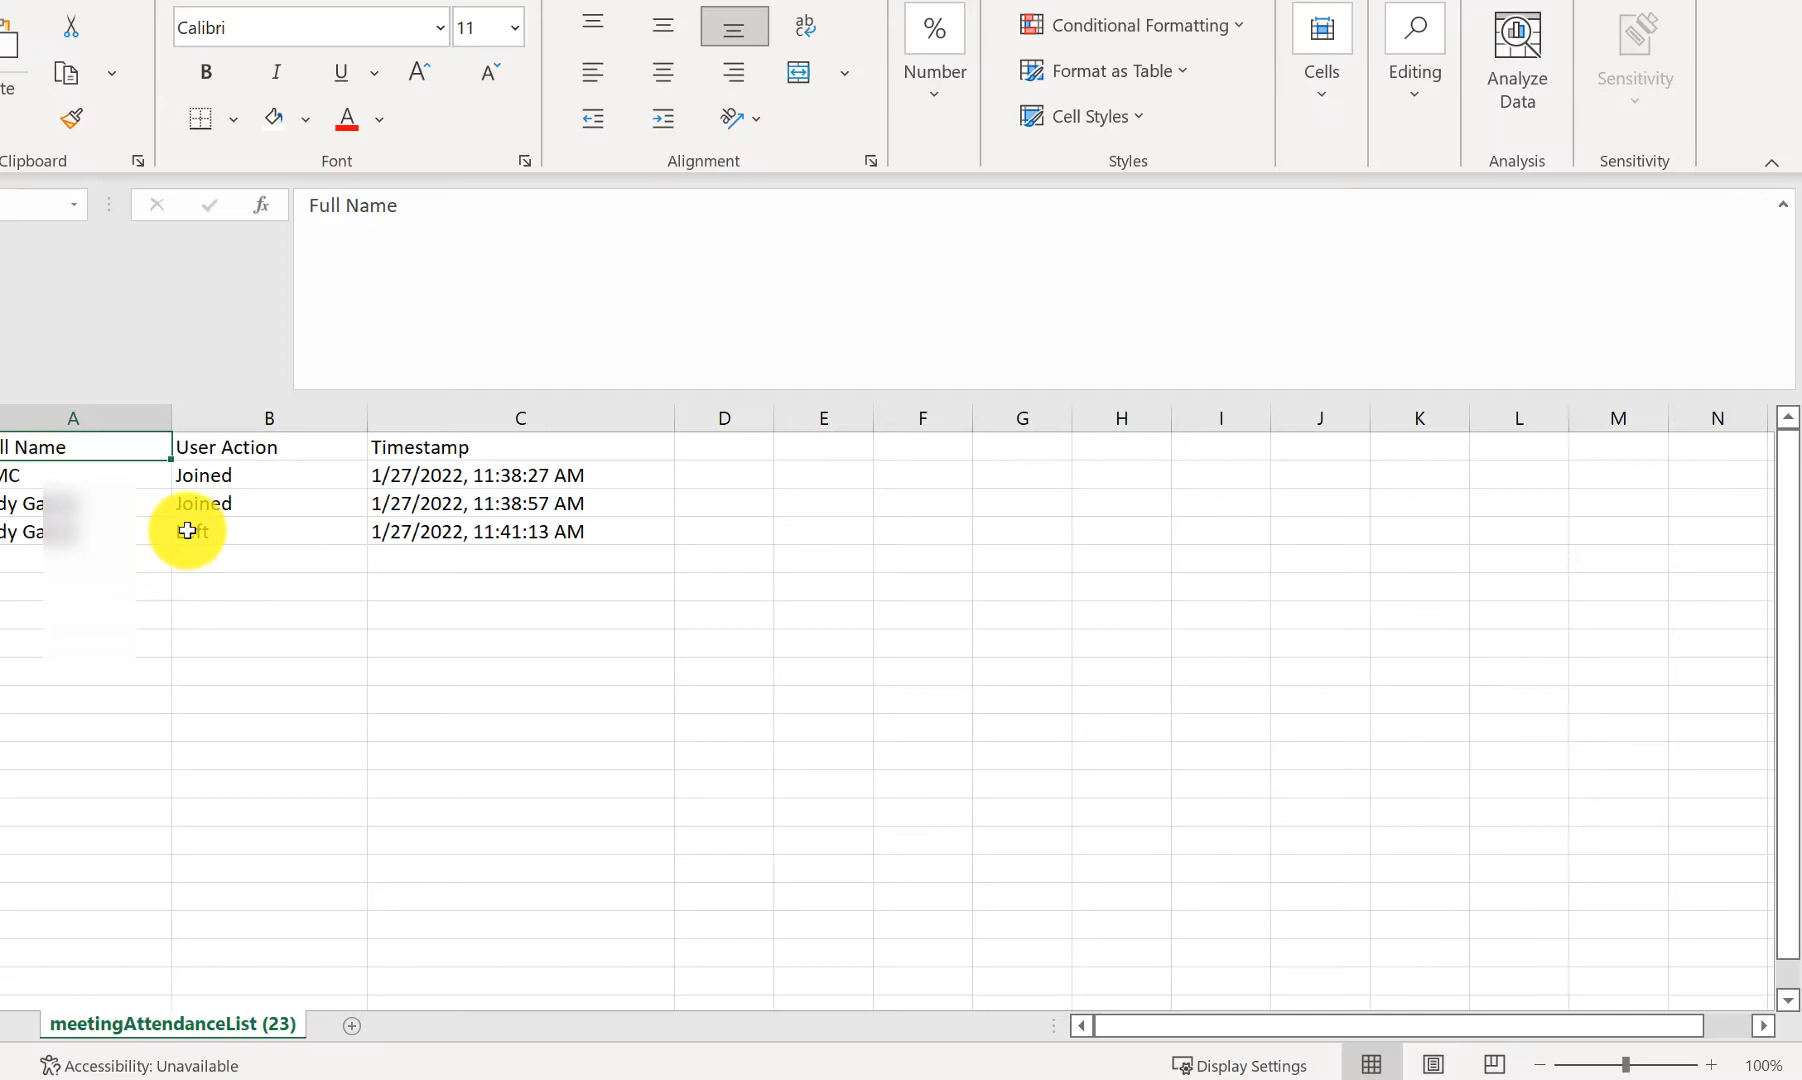 Calibri 11 ab c % Conditional Formatting
te B I U A A Number Format as Table Cells Editing Analyze Data Sensitivity
A Cell Styles
Clipboard Font Alignment Styles Analysis Sensitivity
fx Full Name
A B C D E F G H I J K L M N
ll Name User Action Timestamp
MC Joined 1/27/2022, 11:38:27 AM
dy Ga Joined 1/27/2022, 11:38:57 AM
dy Ga Left 1/27/2022, 11:41:13 AM
meetingAttendanceList (23)
Accessibility: Unavailable Display Settings 100%